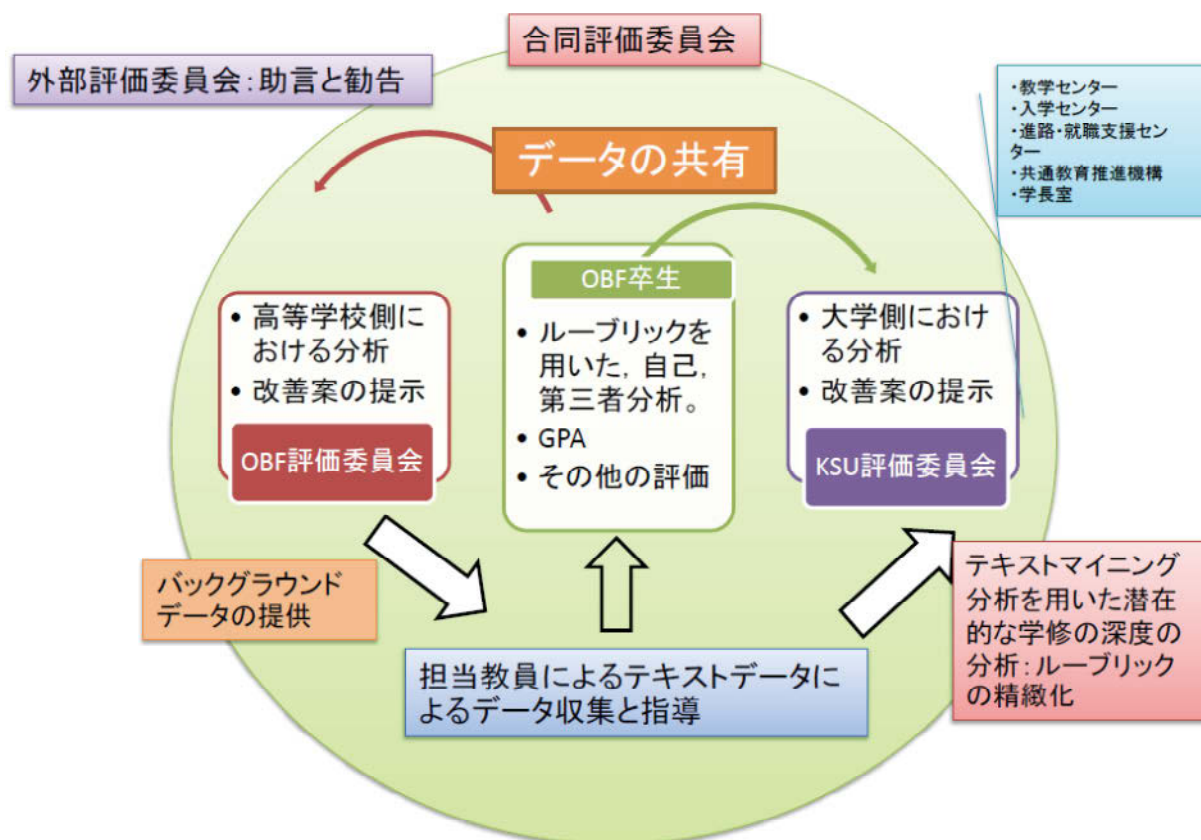 合同評価委員会
外部評価委員会：助言と勧告
・教学センター
・入学センター
・進路・就職支援セン
ター
・共通教育推進機構
・学長室
データの共有
OBF卒生
• ルーブリックを
用いた, 自己,
第三者分析。
• GPA
• その他の評価
• 高等学校側に
おける分析
• 改善案の提示
OBF評価委員会
• 大学側におけ
る分析
• 改善案の提示
KSU評価委員会
バックグラウンド
データの提供
担当教員によるテキストデータに
よるデータ収集と指導
テキストマイニング
分析を用いた潜在
的な学修の深度の
分析：ルーブリック
の精緻化